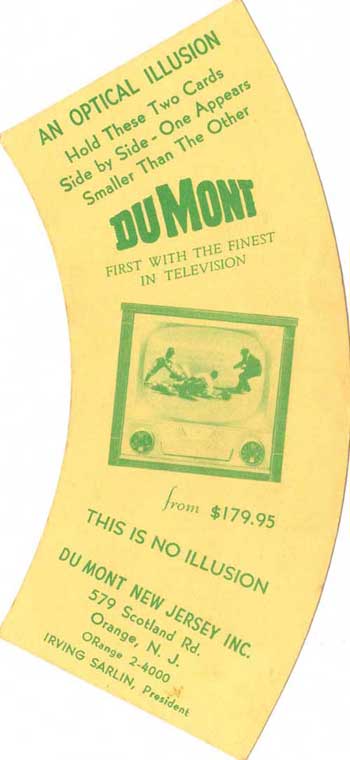 AN OPTICAL ILLUSION
Hold These Two Cards
Side by Side - One Appears
Smaller Than The Other
DUMONT
FIRST WITH THE FINEST
IN TELEVISION
from $179.95
THIS IS NO ILLUSION
DU MONT NEW JERSEY INC.
579 Scotland Rd.
Orange, N. J.
ORange 2-4000
IRVING SARLIN, President